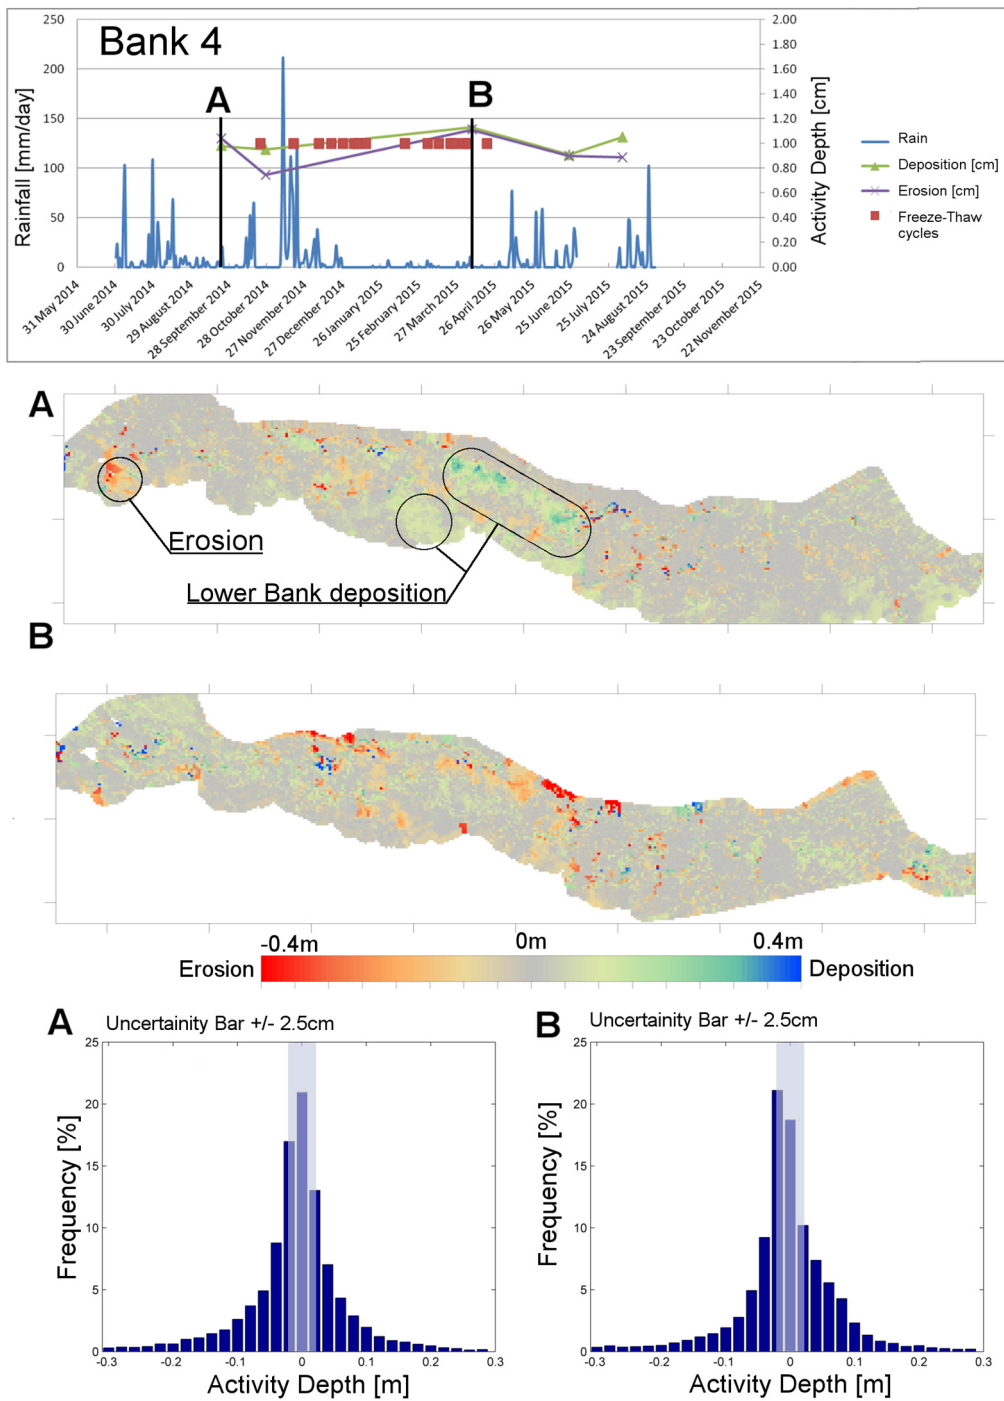 Bank 4
Rainfall [mm/day]
250
200
150
100
50
0
A
B
2.00
1.80
1.60
1.40
1.20
1.00
0.80
0.60
0.40
0.20
0.00
Activity Depth [cm]
Rain
Deposition [cm]
Erosion [cm]
Freeze-Thaw
cycles
31 May 2014
30 June 2014
30 July 2014
29 August 2014
28 September 2014
28 October 2014
27 November 2014
27 December 2014
26 January 2015
25 February 2015
27 March 2015
26 April 2015
26 May 2015
25 June 2015
25 July 2015
24 August 2015
23 September 2015
23 October 2015
22 November 2015
A
Erosion
Lower Bank deposition
B
-0.4m 0m 0.4m
Erosion Deposition
A
Uncertainity Bar +/- 2.5cm
Frequency [%]
25
20
15
10
5
0
-0.3 -0.2 -0.1 0 0.1 0.2 0.3
Activity Depth [m]
B
Uncertainity Bar +/- 2.5cm
Frequency [%]
25
20
15
10
5
0
-0.3 -0.2 -0.1 0 0.1 0.2 0.3
Activity Depth [m]